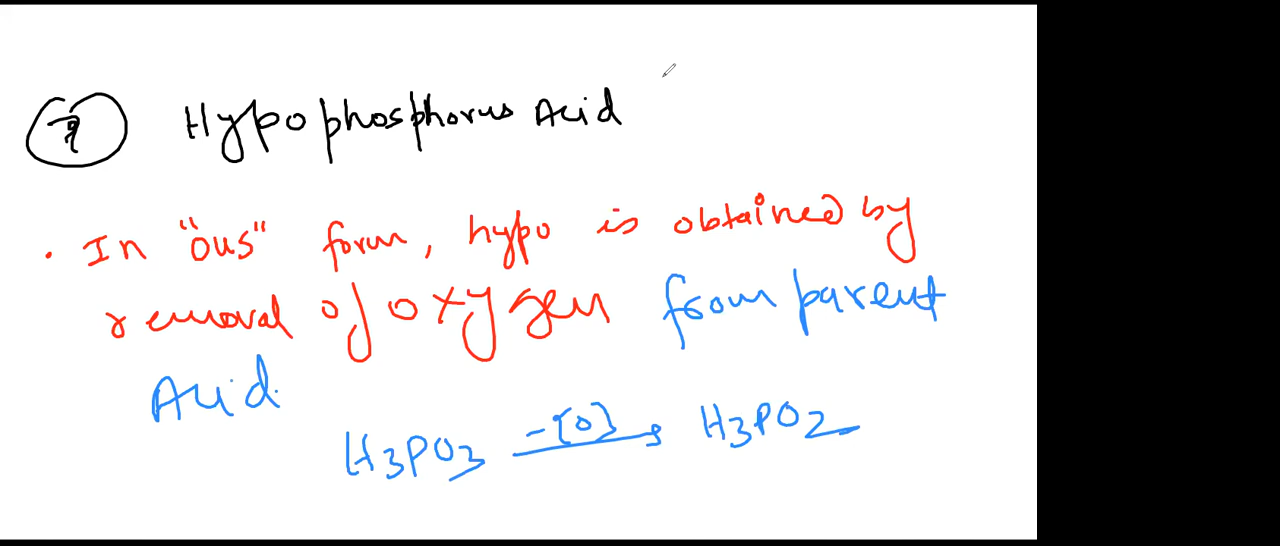 Hypophosphorus Acid
. In "ous" form, hypo is obtained by
removal of oxygen from parent
Acid.
H3PO3 -[O]→ H3PO2